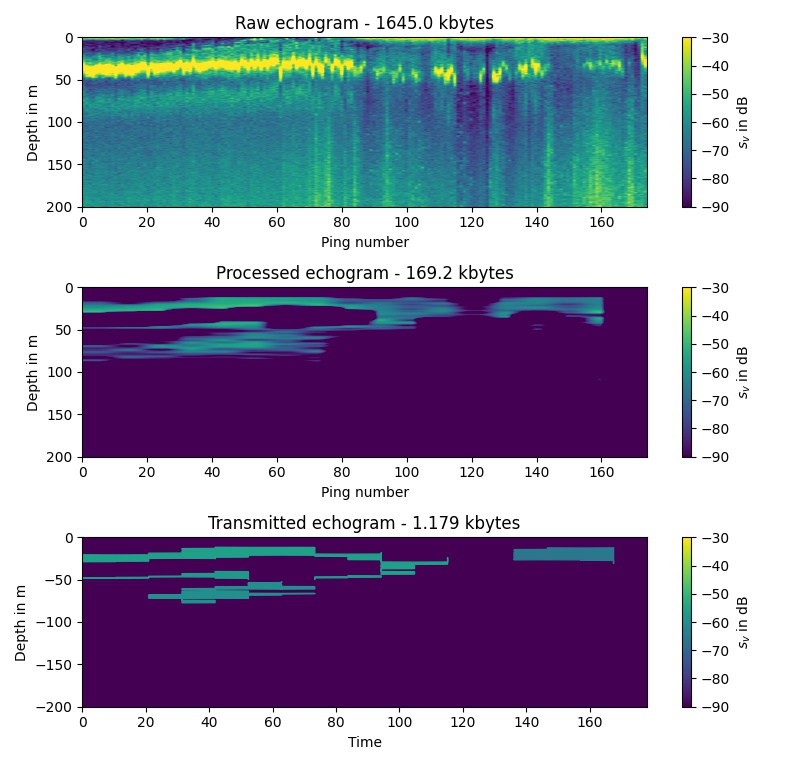 Raw echogram - 1645.0 kbytes
0
50
100
150
200
Depth in m
0 20 40 60 80 100 120 140 160
Ping number
−30
−40
−50
−60
−70
−80
−90
sv in dB
Processed echogram - 169.2 kbytes
0
50
100
150
200
Depth in m
0 20 40 60 80 100 120 140 160
Ping number
−30
−40
−50
−60
−70
−80
−90
sv in dB
Transmitted echogram - 1.179 kbytes
0
−50
−100
−150
−200
Depth in m
0 20 40 60 80 100 120 140 160
Time
−30
−40
−50
−60
−70
−80
−90
sv in dB